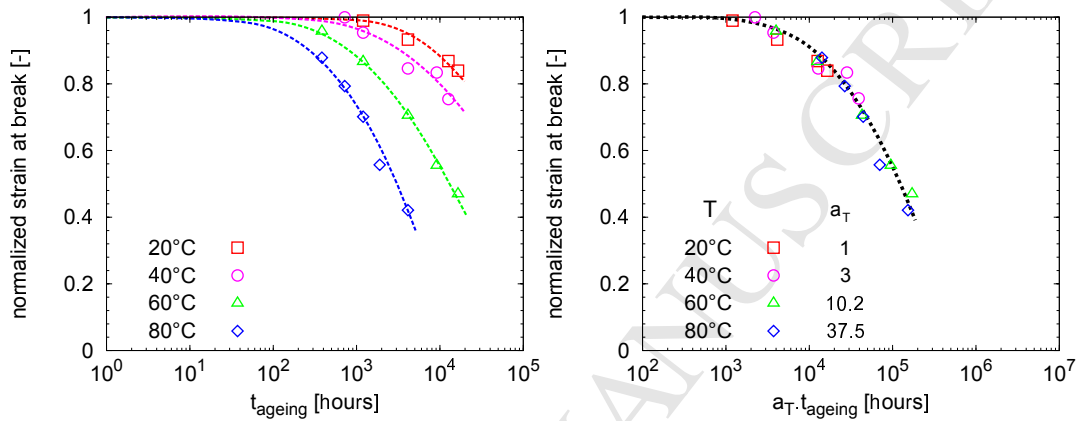 normalized strain at break [-]
1
0.8
0.6
0.4
0.2
0
20°C
40°C
60°C
80°C
10^0 10^1 10^2 10^3 10^4 10^5
t_ageing [hours]
normalized strain at break [-]
1
0.8
0.6
0.4
0.2
0
T a_T
20°C 1
40°C 3
60°C 10.2
80°C 37.5
10^2 10^3 10^4 10^5 10^6 10^7
a_T.t_ageing [hours]